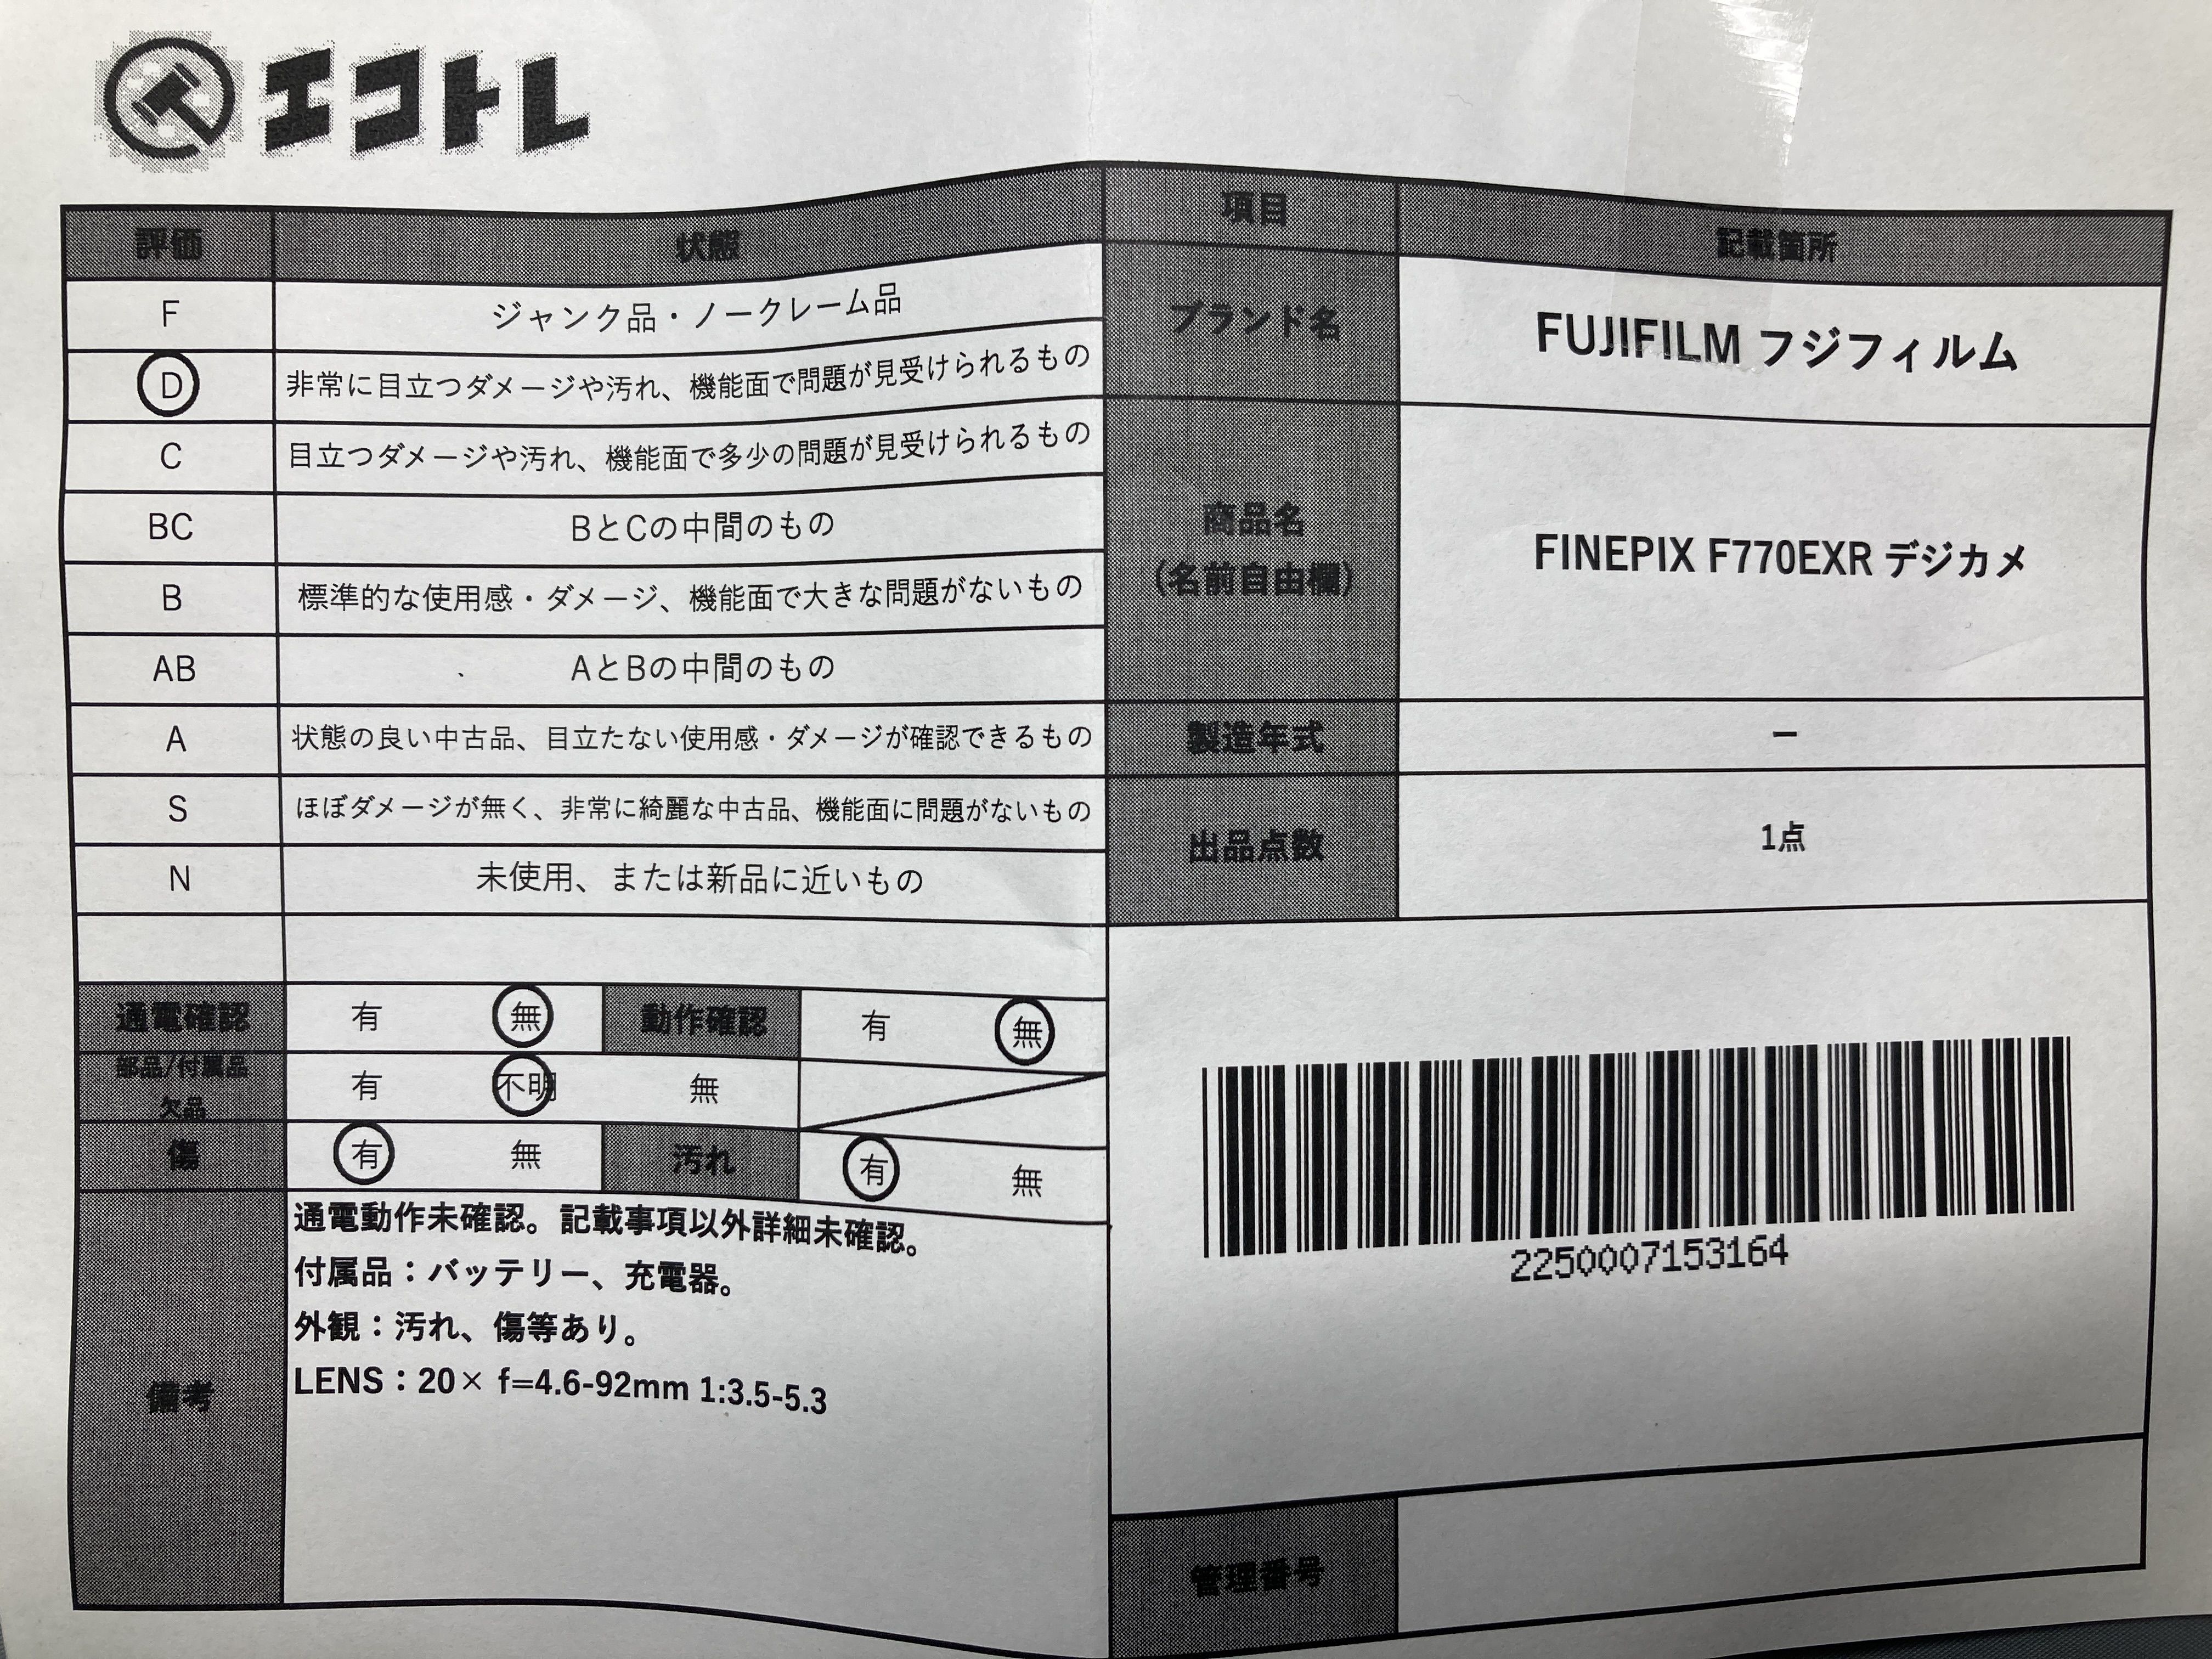 エコトレ
評価 状態
F ジャンク品・ノークレーム品
D 非常に目立つダメージや汚れ、機能面で問題が見受けられるもの
C 目立つダメージや汚れ、機能面で多少の問題が見受けられるもの
BC BとCの中間のもの
B 標準的な使用感・ダメージ、機能面で大きな問題がないもの
AB AとBの中間のもの
A 状態の良い中古品、目立たない使用感・ダメージが確認できるもの
S ほぼダメージが無く、非常に綺麗な中古品、機能面に問題がないもの
N 未使用、または新品に近いもの
通電確認 有 無 動作確認 有 無
部品/付属品
欠品 有 不明 無
傷 有 無 汚れ 有 無
備考
通電動作未確認。記載事項以外詳細未確認。
付属品：バッテリー、充電器。
外観：汚れ、傷等あり。
LENS：20× f=4.6-92mm 1:3.5-5.3
項目 記載箇所
ブランド名 FUJIFILM フジフィルム
商品名
(名前自由欄) FINEPIX F770EXR デジカメ
製造年式 ー
出品点数 1点
2250007153164
管理番号